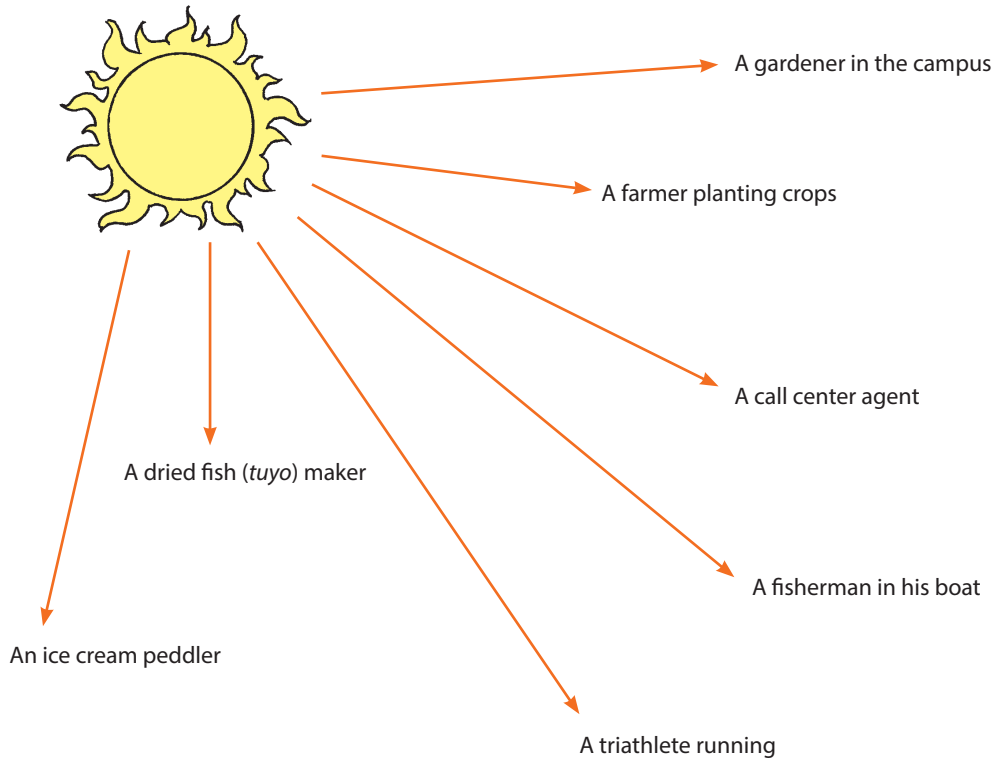 A gardener in the campus
A farmer planting crops
A call center agent
A dried fish (tuyo) maker
A fisherman in his boat
An ice cream peddler
A triathlete running